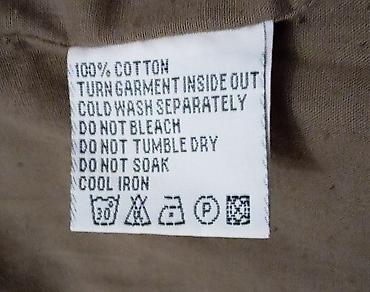 100% COTTON
TURN GARMENT INSIDE OUT
COLD WASH SEPARATELY
DO NOT BLEACH
DO NOT TUMBLE DRY
DO NOT SOAK
COOL IRON
30° P